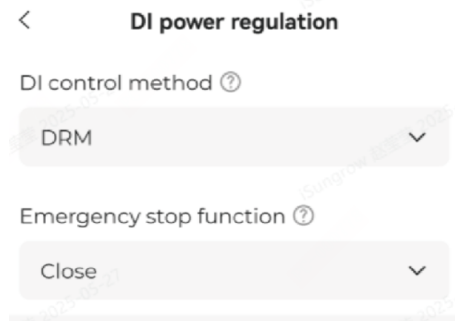 DI power regulation
DI control method
DRM
Emergency stop function
Close